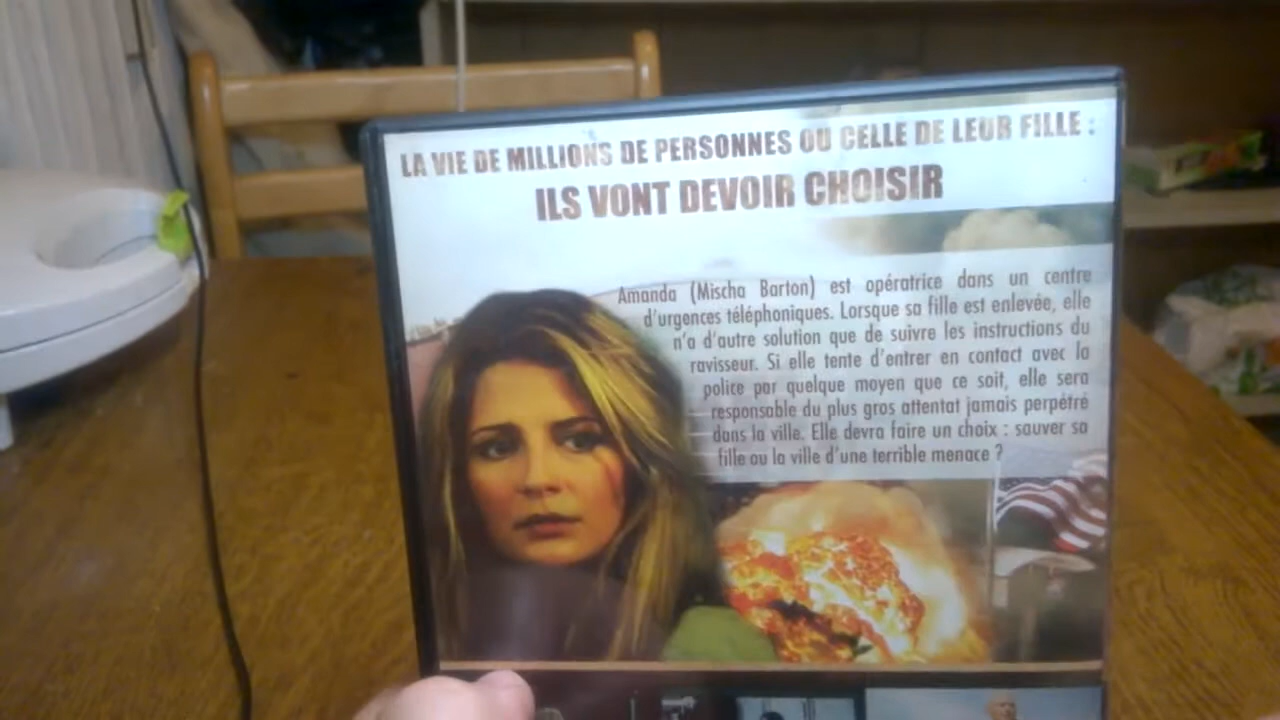 LA VIE DE MILLIONS DE PERSONNES OU CELLE DE LEUR FILLE :
ILS VONT DEVOIR CHOISIR
Amanda (Mischa Barton) est opératrice dans un centre
d'urgences téléphoniques. Lorsque sa fille est enlevée, elle
n'a d'autre solution que de suivre les instructions du
ravisseur. Si elle tente d'entrer en contact avec la
police par quelque moyen que ce soit, elle sera
responsable du plus gros attentat jamais perpétré
dans la ville. Elle devra faire un choix : sauver sa
fille ou la ville d'une terrible menace ?